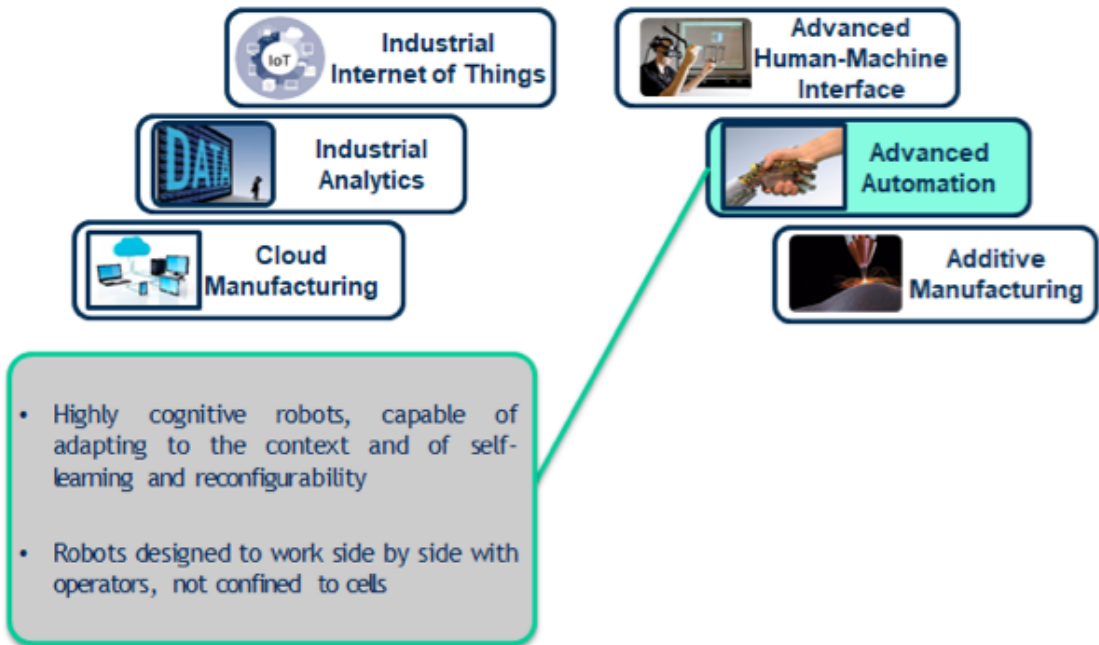 IoT
Industrial
Internet of Things
Advanced
Human-Machine
Interface
DATA
Industrial
Analytics
Advanced
Automation
Cloud
Manufacturing
Additive
Manufacturing
• Highly cognitive robots, capable of
adapting to the context and of self-
learning and reconfigurability
• Robots designed to work side by side with
operators, not confined to cells